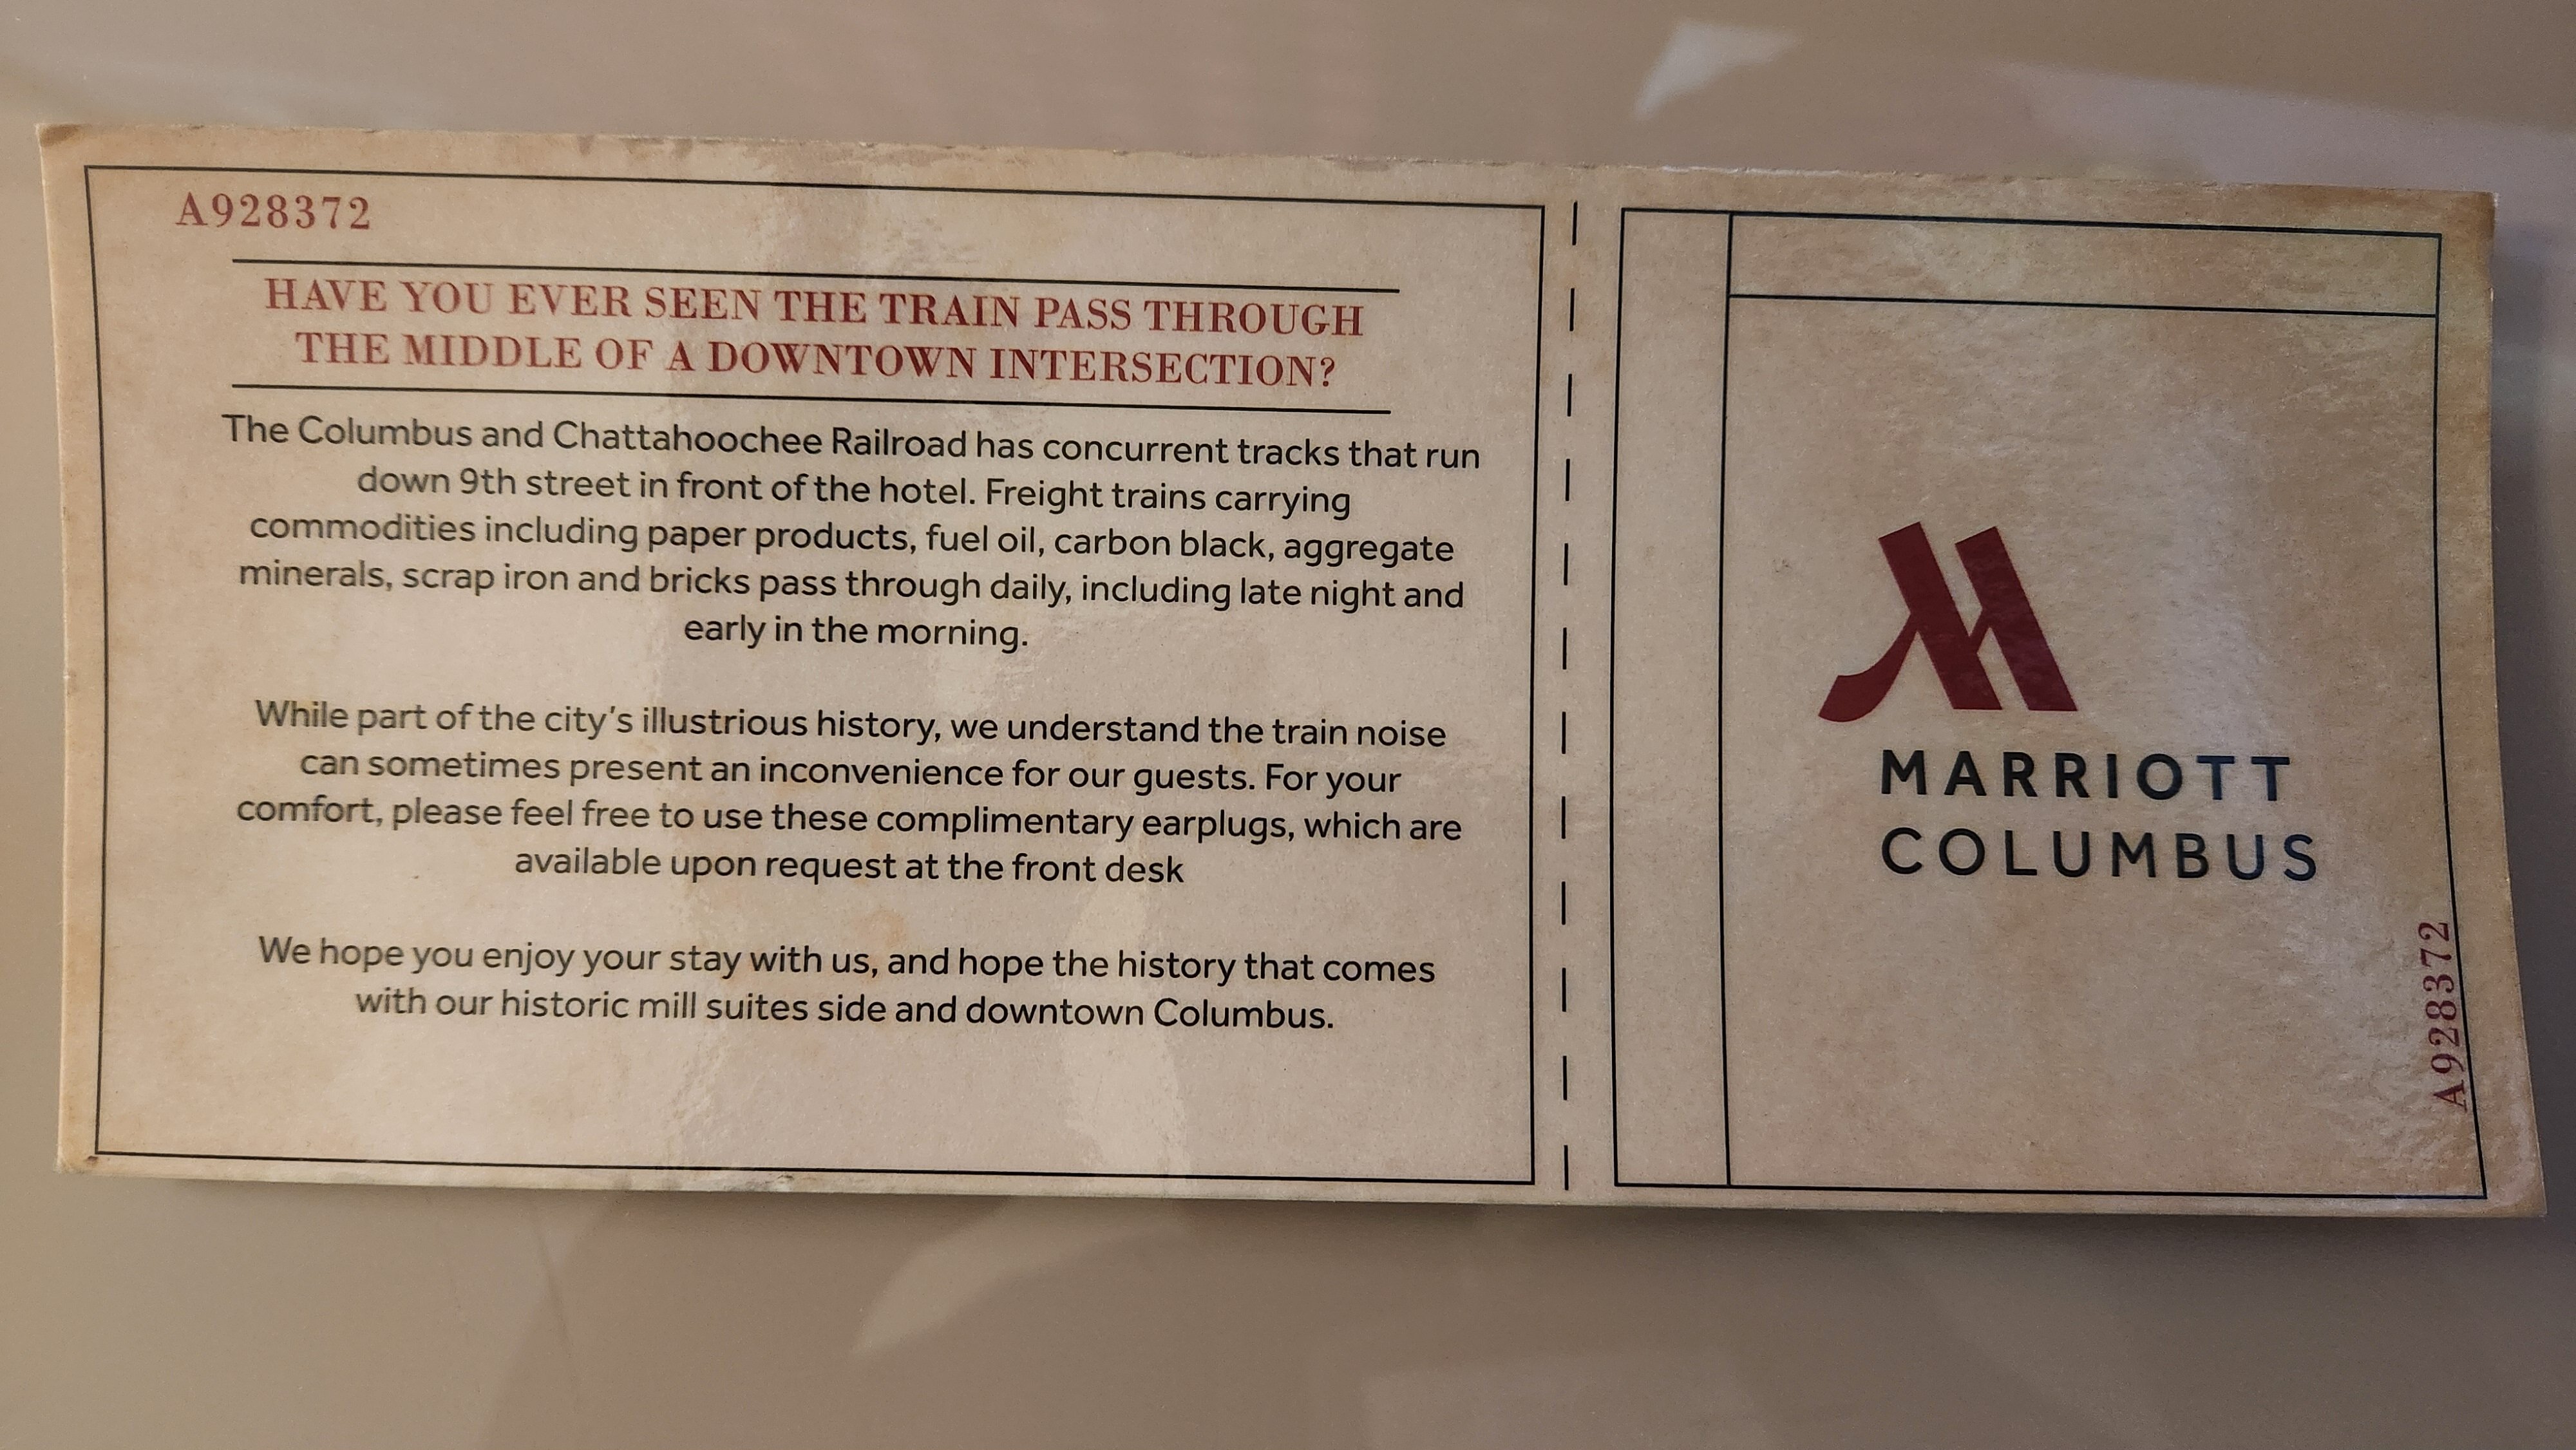 A928372
HAVE YOU EVER SEEN THE TRAIN PASS THROUGH
THE MIDDLE OF A DOWNTOWN INTERSECTION?
The Columbus and Chattahoochee Railroad has concurrent tracks that run
down 9th street in front of the hotel. Freight trains carrying
commodities including paper products, fuel oil, carbon black, aggregate
minerals, scrap iron and bricks pass through daily, including late night and
early in the morning.
While part of the city's illustrious history, we understand the train noise
can sometimes present an inconvenience for our guests. For your
comfort, please feel free to use these complimentary earplugs, which are
available upon request at the front desk
We hope you enjoy your stay with us, and hope the history that comes
with our historic mill suites side and downtown Columbus.
MARRIOTT
COLUMBUS
A928372